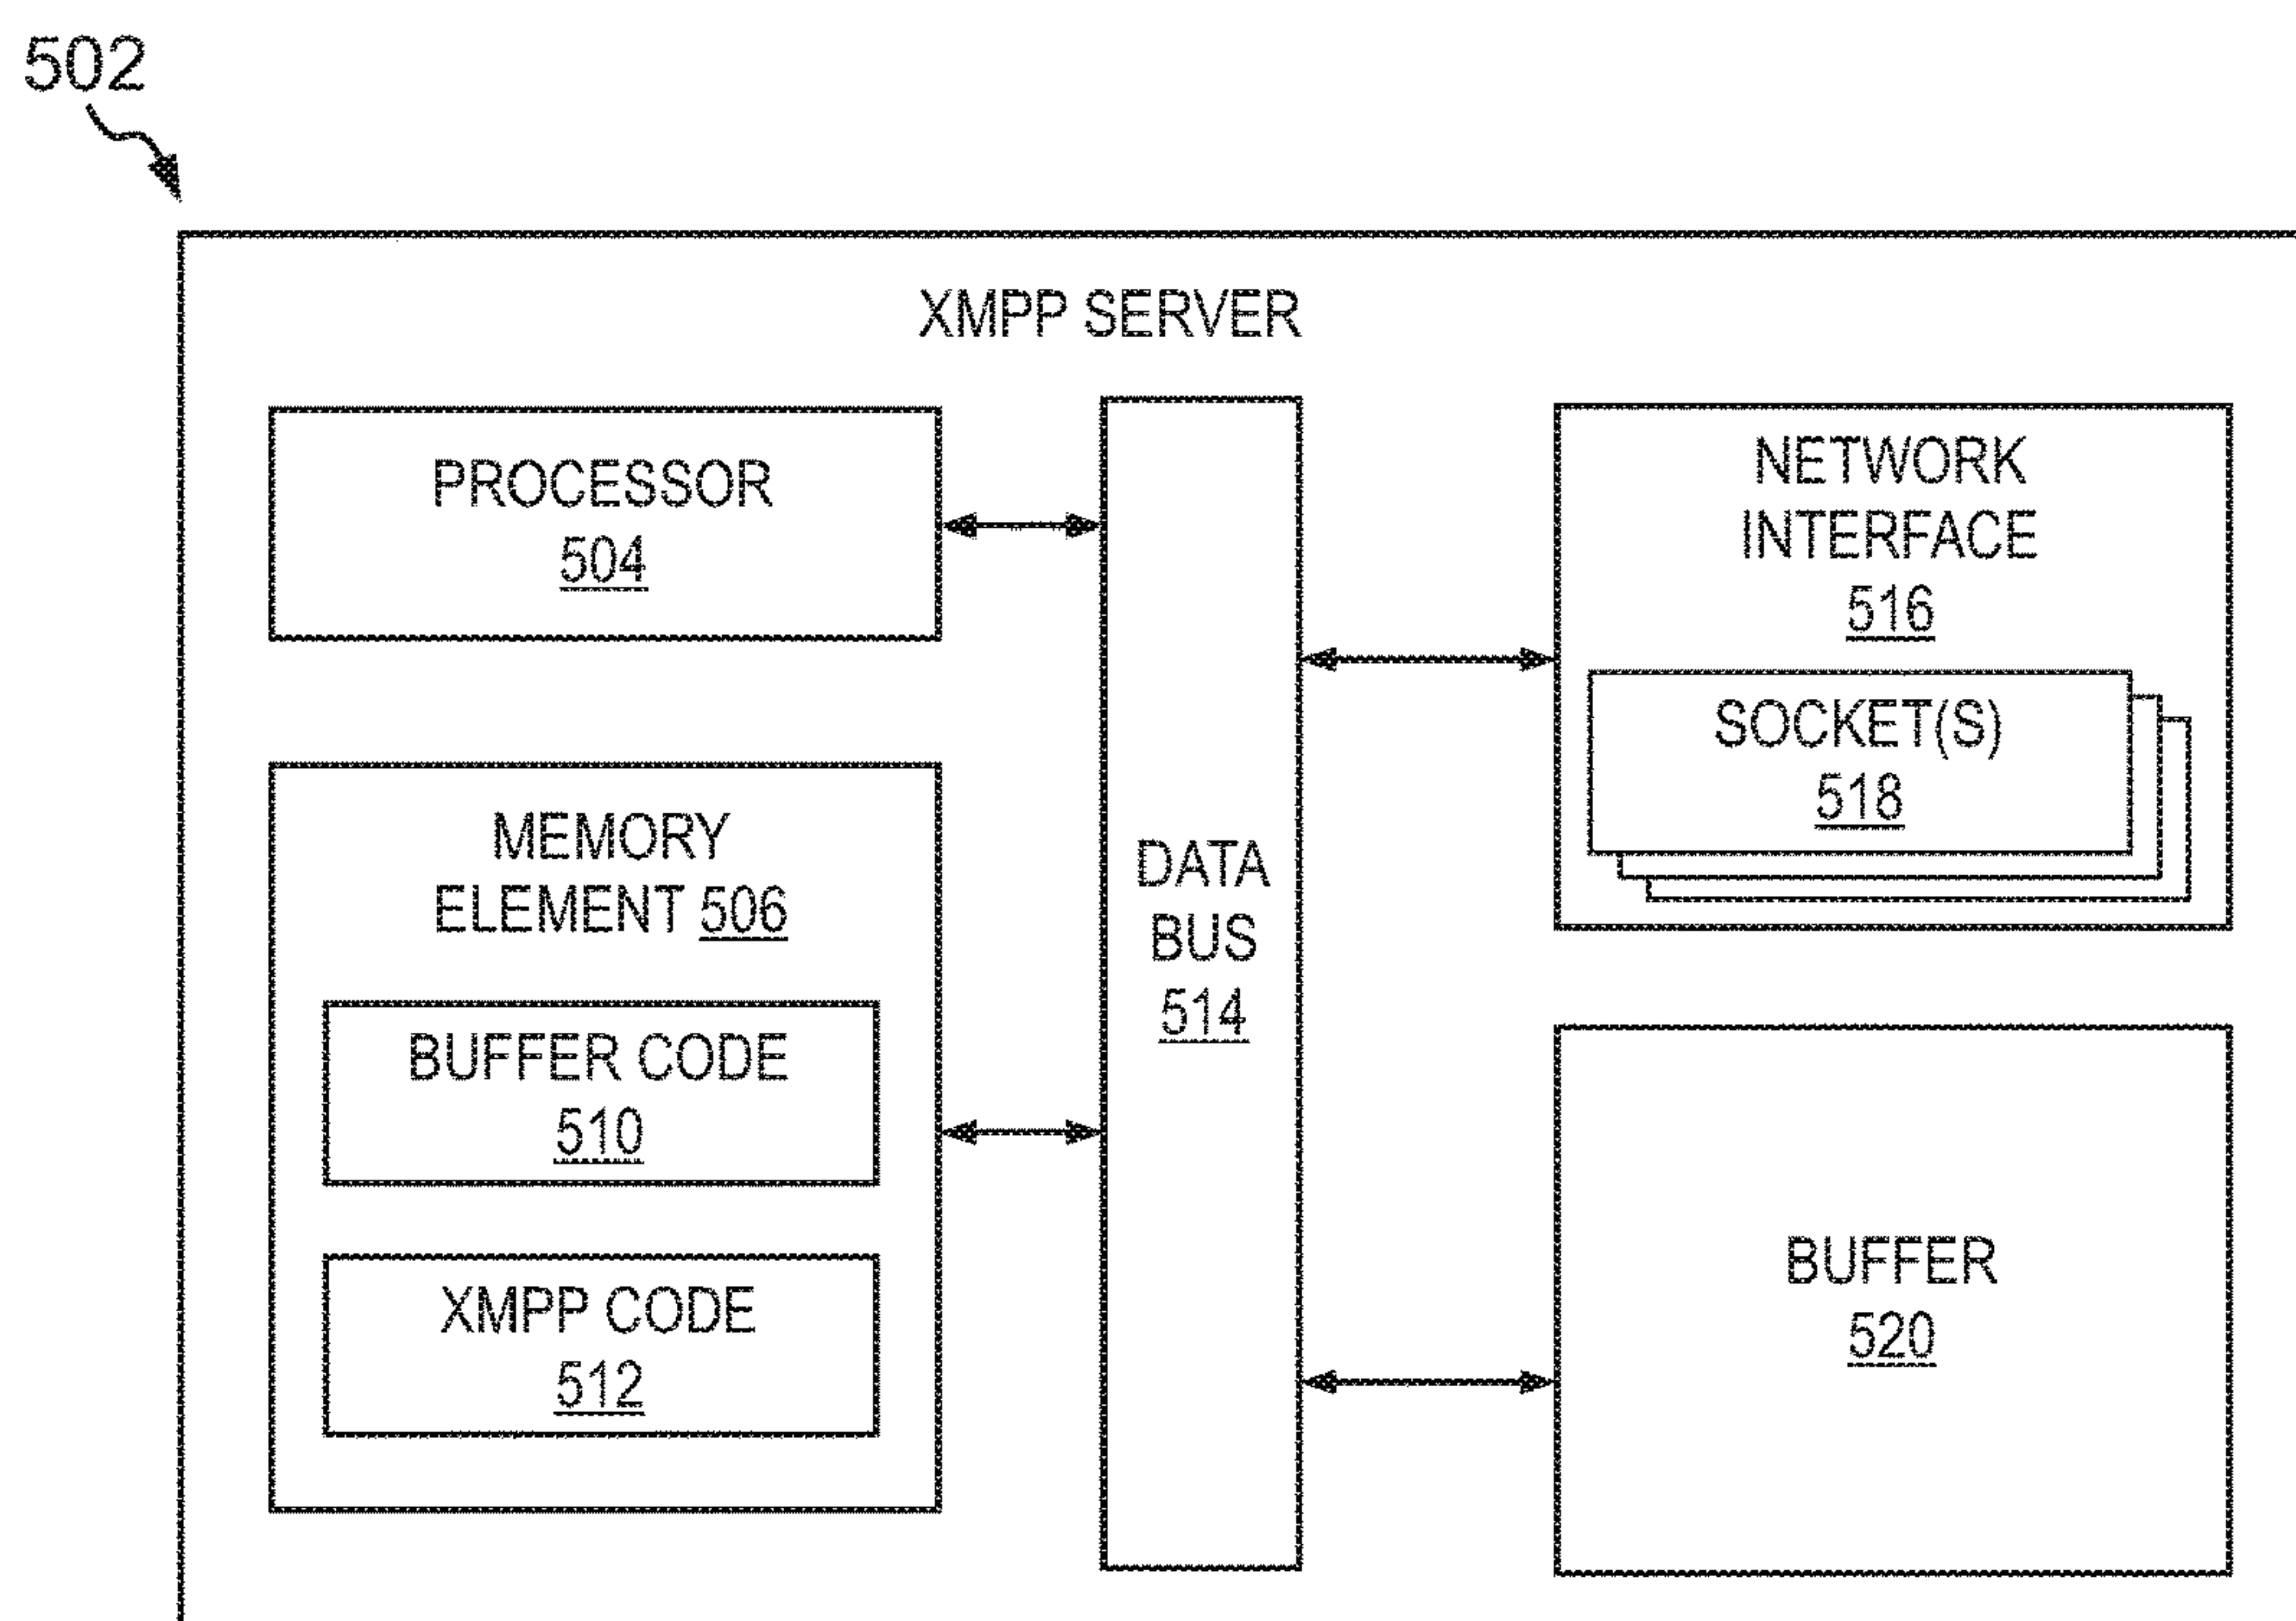 502
XMPP SERVER
PROCESSOR
504
MEMORY
ELEMENT 506
BUFFER CODE
510
XMPP CODE
512
DATA
BUS
514
NETWORK
INTERFACE
516
SOCKET(S)
518
BUFFER
520